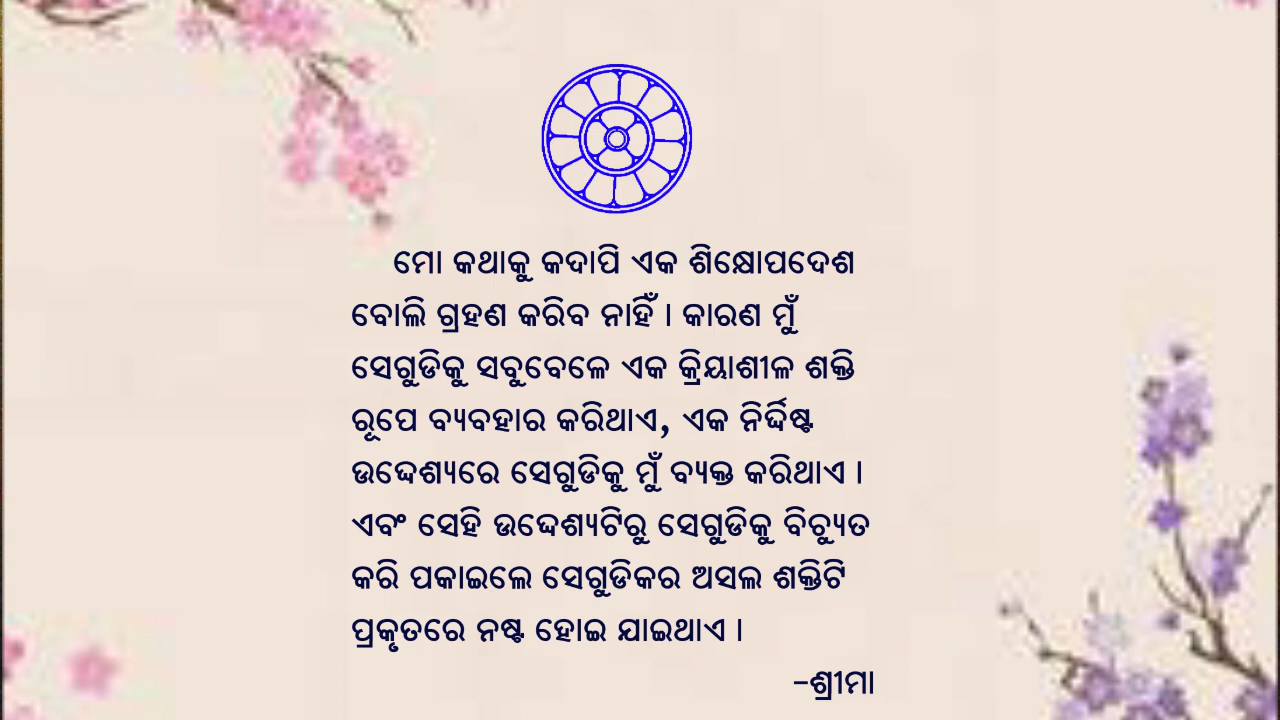 ମୋ କଥାକୁ କଦାପି ଏକ ଶିକ୍ଷୋପଦେଶ
ବୋଲି ଗ୍ରହଣ କରିବ ନାହିଁ । କାରଣ ମୁଁ
ସେଗୁଡିକୁ ସବୁବେଳେ ଏକ କ୍ରିୟାଶୀଳ ଶକ୍ତି
ରୂପେ ବ୍ୟବହାର କରିଥାଏ, ଏକ ନିର୍ଦ୍ଦିଷ୍ଟ
ଉଦ୍ଦେଶ୍ୟରେ ସେଗୁଡିକୁ ମୁଁ ବ୍ୟକ୍ତ କରିଥାଏ ।
ଏବଂ ସେହି ଉଦ୍ଦେଶ୍ୟଟିରୁ ସେଗୁଡିକୁ ବିଚ୍ୟୁତ
କରି ପକାଇଲେ ସେଗୁଡିକର ଅସଲ ଶକ୍ତିଟି
ପ୍ରକୃତରେ ନଷ୍ଟ ହୋଇ ଯାଇଥାଏ ।
-ଶ୍ରୀମା